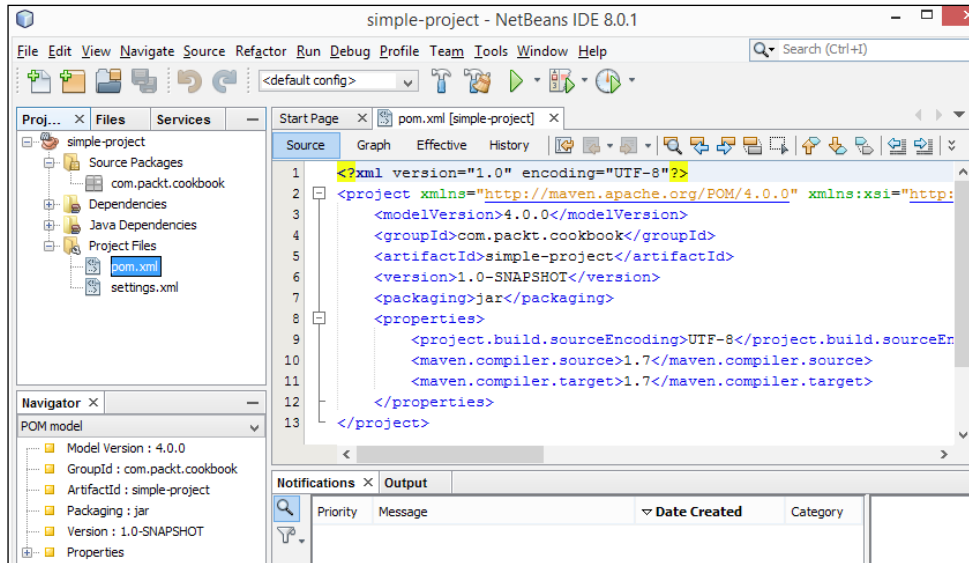 simple-project - NetBeans IDE 8.0.1
File Edit View Navigate Source Refactor Run Debug Profile Team Tools Window Help
Search (Ctrl+I)
<default config>
Proj... Files Services
simple-project
Source Packages
com.packt.cookbook
Dependencies
Java Dependencies
Project Files
pom.xml
settings.xml
Start Page pom.xml [simple-project]
Source Graph Effective History
1 <?xml version="1.0" encoding="UTF-8"?>
2 <project xmlns="http://maven.apache.org/POM/4.0.0" xmlns:xsi="http:
3 <modelVersion>4.0.0</modelVersion>
4 <groupId>com.packt.cookbook</groupId>
5 <artifactId>simple-project</artifactId>
6 <version>1.0-SNAPSHOT</version>
7 <packaging>jar</packaging>
8 <properties>
9 <project.build.sourceEncoding>UTF-8</project.build.sourceEn
10 <maven.compiler.source>1.7</maven.compiler.source>
11 <maven.compiler.target>1.7</maven.compiler.target>
12 </properties>
13 </project>
Navigator
POM model
Model Version : 4.0.0
GroupId : com.packt.cookbook
ArtifactId : simple-project
Packaging : jar
Version : 1.0-SNAPSHOT
Properties
Notifications Output
Priority Message Date Created Category